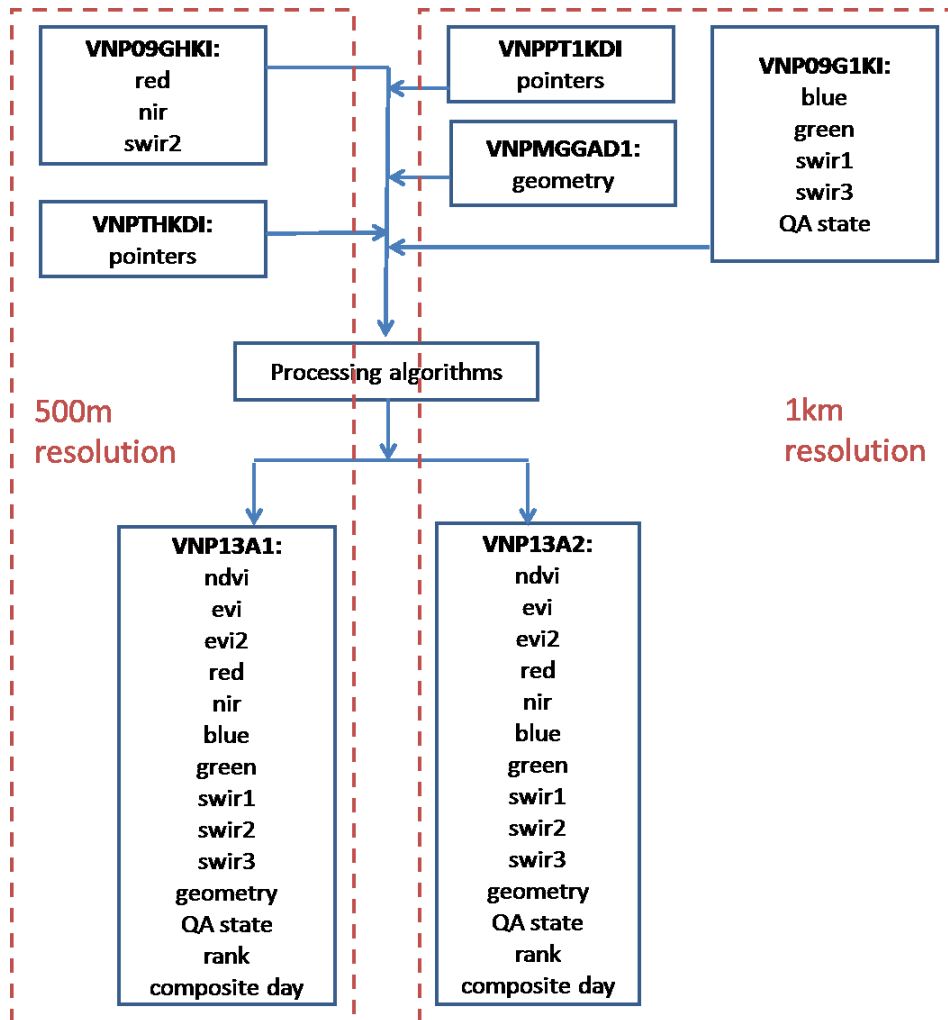 VNP09GHKI:
red
nir
swir2
VNPTHKDI:
pointers
VNPPT1KDI
pointers
VNPMGGAD1:
geometry
VNP09G1KI:
blue
green
swir1
swir3
QA state
Processing algorithms
500m
resolution
1km
resolution
VNP13A1:
ndvi
evi
evi2
red
nir
blue
green
swir1
swir2
swir3
geometry
QA state
rank
composite day
VNP13A2:
ndvi
evi
evi2
red
nir
blue
green
swir1
swir2
swir3
geometry
QA state
rank
composite day